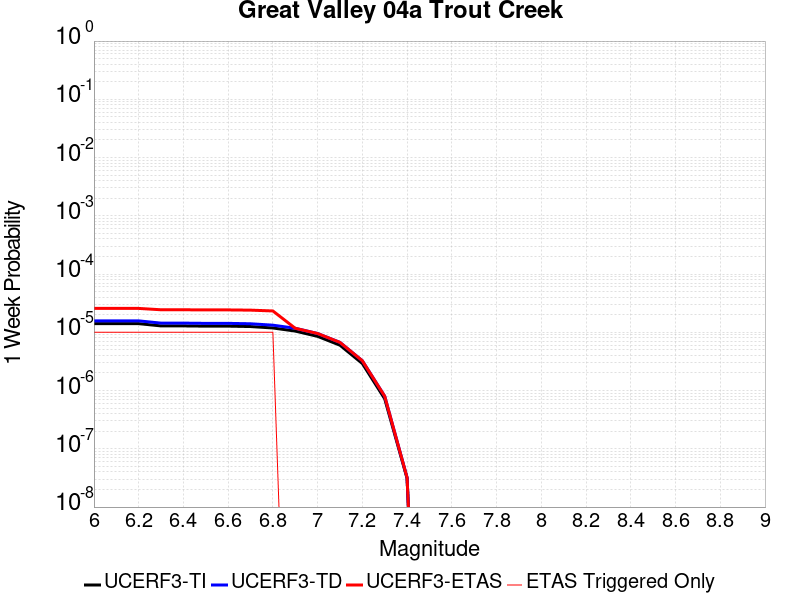 Great Valley 04a Trout Creek
10^0
10^-1
10^-2
10^-3
10^-4
10^-5
10^-6
10^-7
10^-8
1 Week Probability
6 6.2 6.4 6.6 6.8 7 7.2 7.4 7.6 7.8 8 8.2 8.4 8.6 8.8 9
Magnitude
UCERF3-TI UCERF3-TD UCERF3-ETAS ETAS Triggered Only